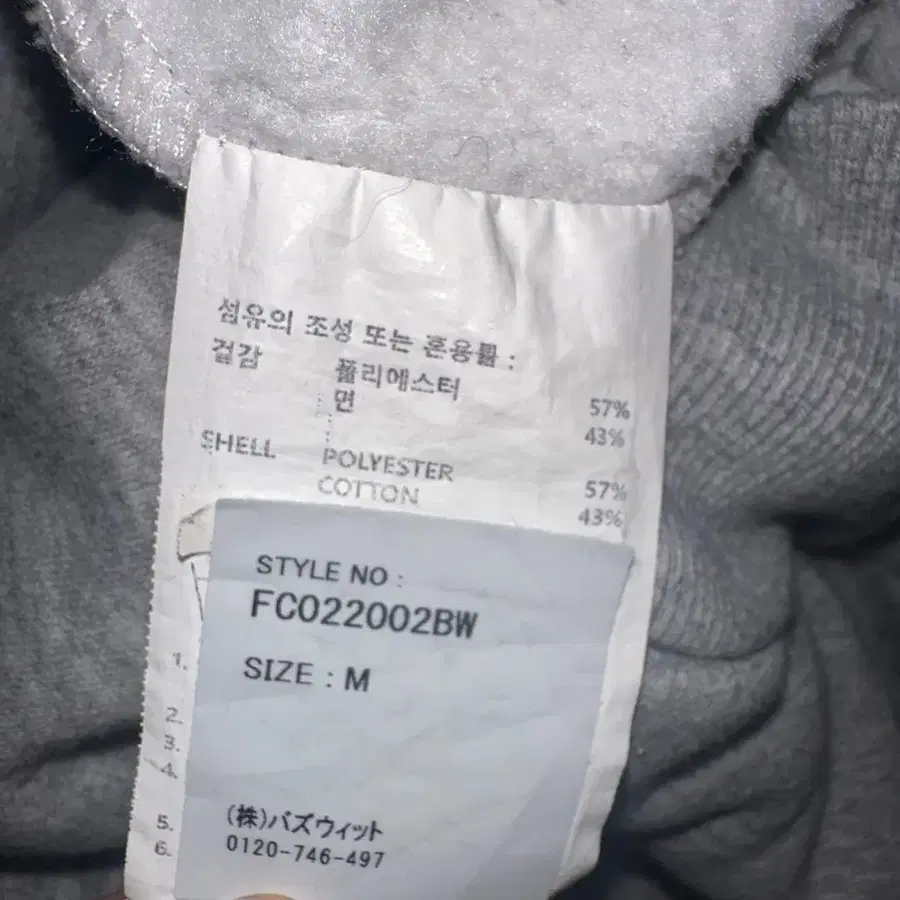 섬유의 조성 또는 혼용률 :
겉감 폴리에스터 57%
면 43%
SHELL POLYESTER 57%
COTTON 43%
STYLE NO :
FC022002BW
SIZE : M
1.
2.
3.
4.
5.
6.
(株)バズウィット
0120-746-497